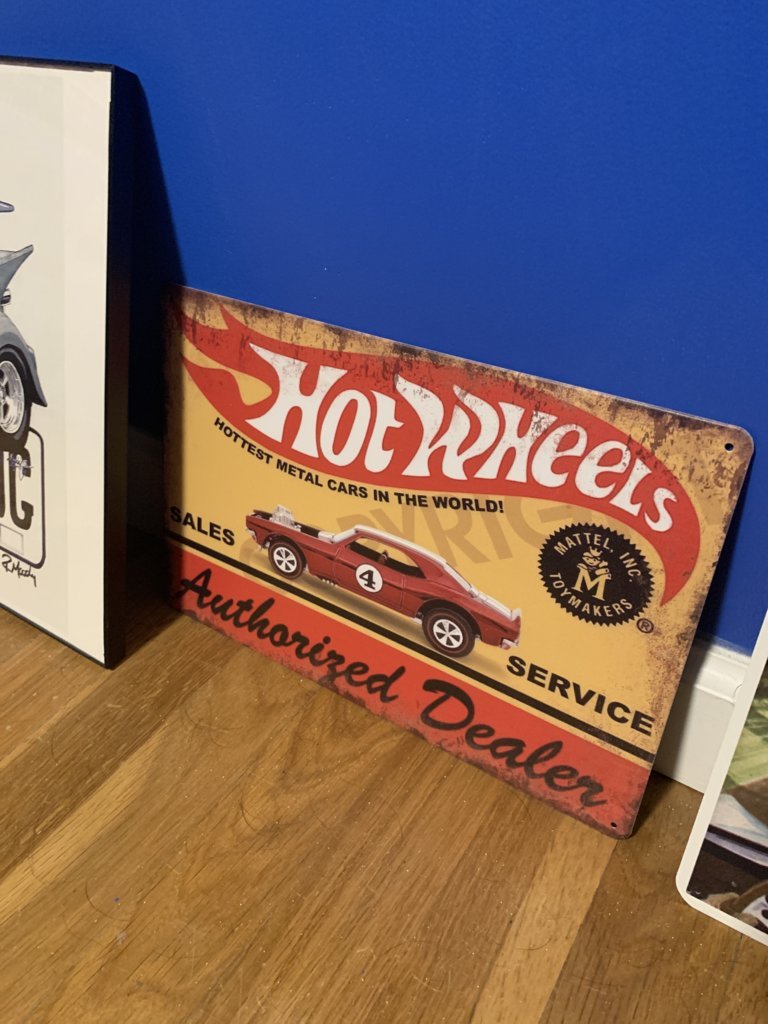 HOT WHEELS
HOTTEST METAL CARS IN THE WORLD!
SALES
4
MATTEL, INC.
M
TOYMAKERS
®
SERVICE
Authorized Dealer